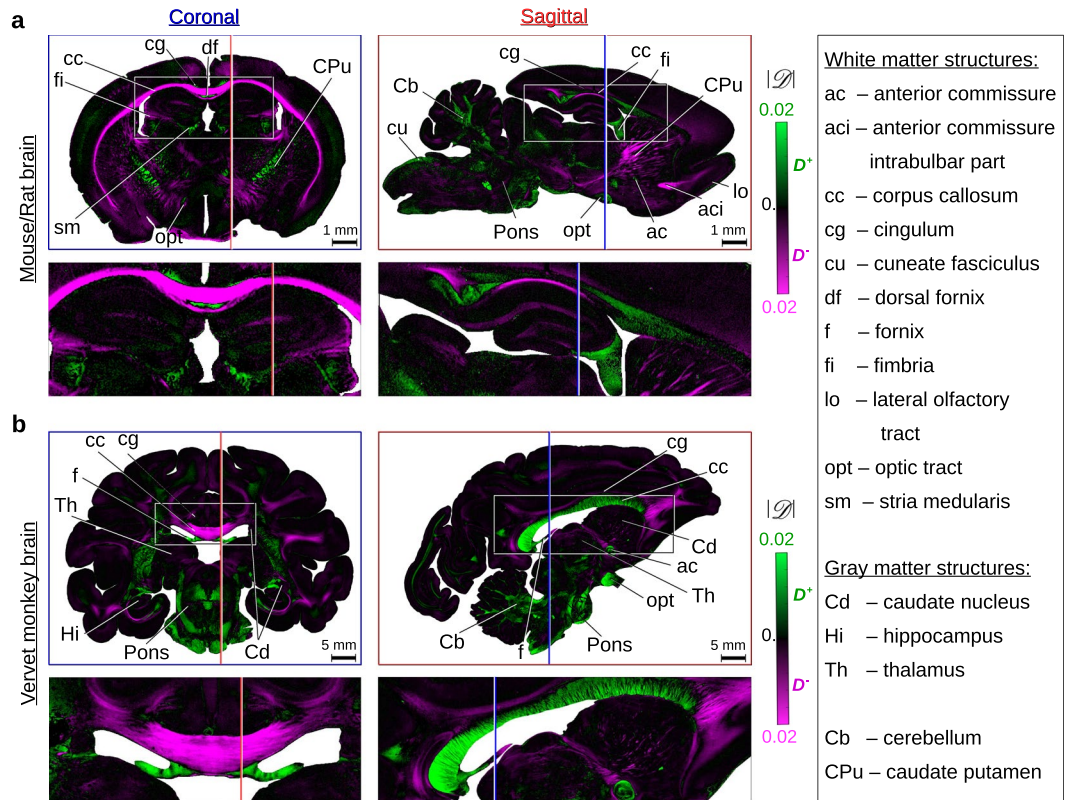 a
Coronal
Sagittal
cg
df
cc
fi
CPu
sm
opt
1 mm
Mouse/Rat brain
cg
cc
fi
CPu
Cb
cu
lo
aci
Pons
opt
ac
1 mm
|𝒟|
0.02
D⁺
0.
D⁻
0.02
b
cc
cg
f
Th
Hi
Pons
Cd
5 mm
Vervet monkey brain
cg
cc
Cd
ac
Th
opt
Cb
f
Pons
5 mm
|𝒟|
0.02
D⁺
0.
D⁻
0.02
White matter structures:
ac – anterior commissure
aci – anterior commissure
intrabulbar part
cc – corpus callosum
cg – cingulum
cu – cuneate fasciculus
df – dorsal fornix
f – fornix
fi – fimbria
lo – lateral olfactory
tract
opt – optic tract
sm – stria medularis
Gray matter structures:
Cd – caudate nucleus
Hi – hippocampus
Th – thalamus
Cb – cerebellum
CPu – caudate putamen